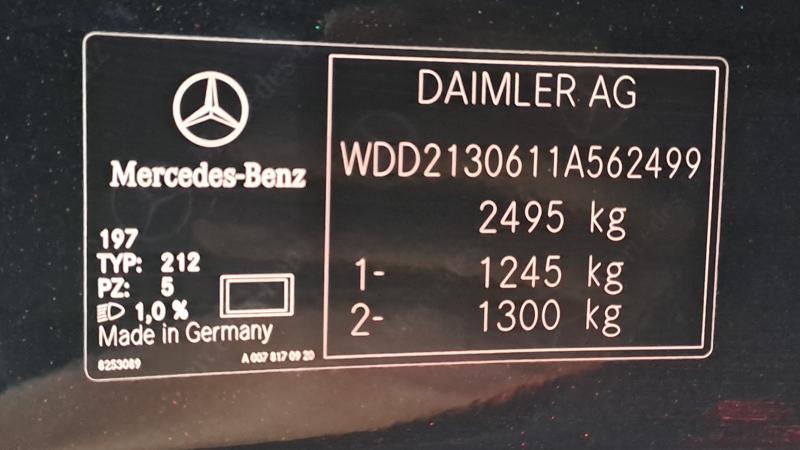 Mercedes-Benz
197
TYP: 212
PZ: 5
1,0 %
Made in Germany
8253089
A 007 817 09 20
DAIMLER AG
WDD2130611A562499
2495 kg
1- 1245 kg
2- 1300 kg